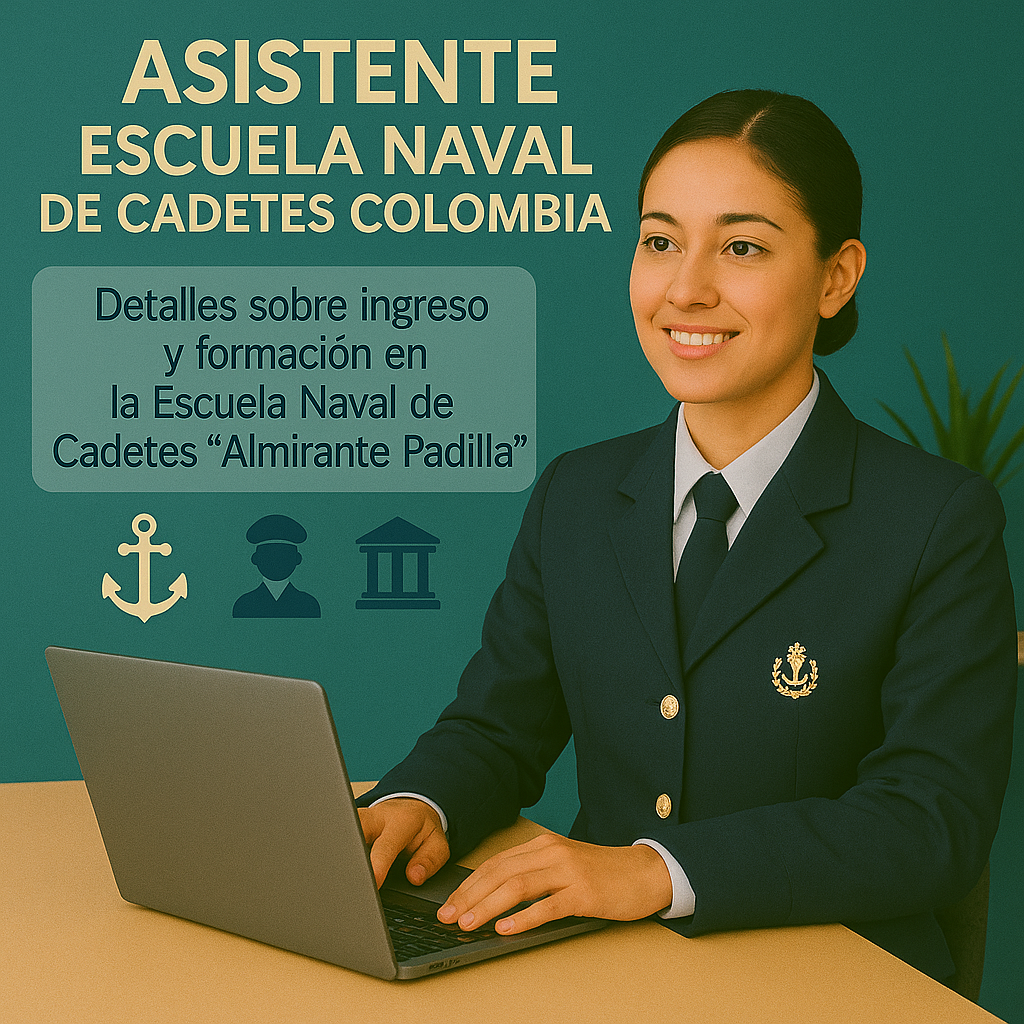 ASISTENTE
ESCUELA NAVAL
DE CADETES COLOMBIA
Detalles sobre ingreso
y formación en
la Escuela Naval de
Cadetes “Almirante Padilla”